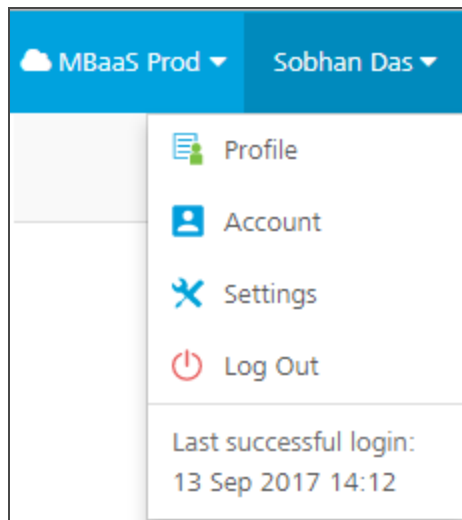 MBaaS Prod Sobhan Das
Profile
Account
Settings
Log Out
Last successful login:
13 Sep 2017 14:12